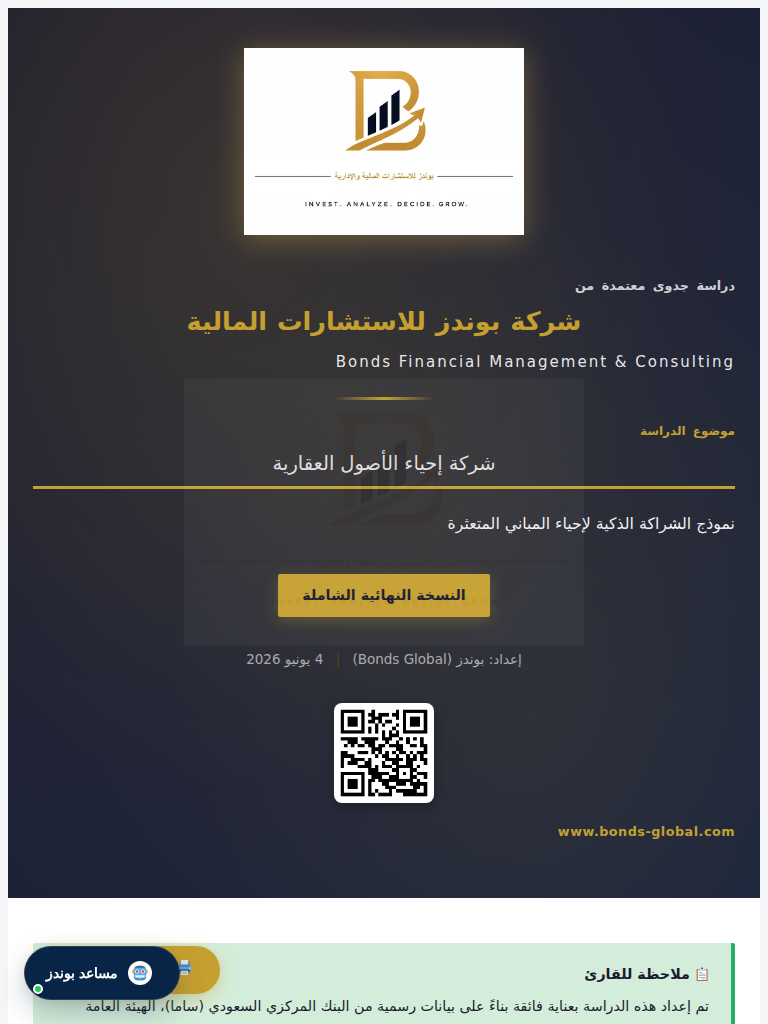 بوندز للاستشارات المالية والإدارية
INVEST. ANALYZE. DECIDE. GROW.
دراسة جدوى معتمدة من
شركة بوندز للاستشارات المالية
Bonds Financial Management & Consulting
موضوع الدراسة
شركة إحياء الأصول العقارية
نموذج الشراكة الذكية لإحياء المباني المتعثرة
النسخة النهائية الشاملة
إعداد: بوندز (Bonds Global) | 4 يونيو 2026
www.bonds-global.com
ملاحظة للقارئ
تم إعداد هذه الدراسة بعناية فائقة بناءً على بيانات رسمية من البنك المركزي السعودي (ساما)، الهيئة العامة
مساعد بوندز